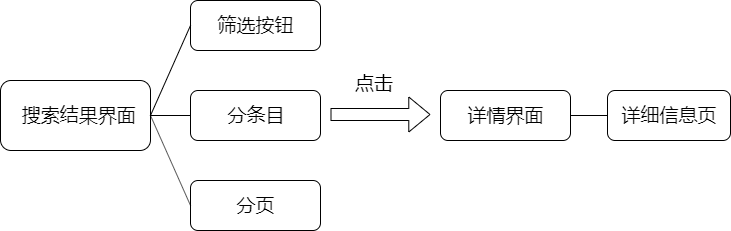 筛选按钮
搜索结果界面
分条目
点击
详情界面
详细信息页
分页